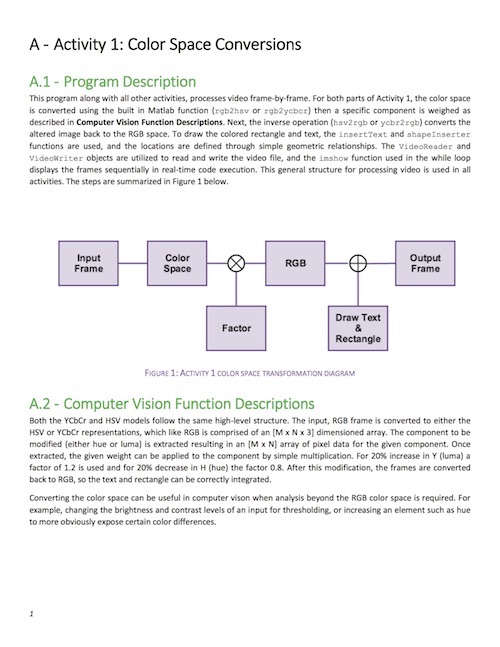 A - Activity 1: Color Space Conversions
A.1 - Program Description
This program along with all other activities, processes video frame-by-frame. For both parts of Activity 1, the color space
is converted using the built in Matlab function (rgb2hsv or rgb2ycbcr) then a specific component is weighed as
described in Computer Vision Function Descriptions. Next, the inverse operation (hsv2rgb or ycbr2rgb) converts the
altered image back to the RGB space. To draw the colored rectangle and text, the insertText and shapeInserter
functions are used, and the locations are defined through simple geometric relationships. The VideoReader and
VideoWriter objects are utilized to read and write the video file, and the imshow function used in the while loop
displays the frames sequentially in real-time code execution. This general structure for processing video is used in all
activities. The steps are summarized in Figure 1 below.
Input
Frame
Color
Space
RGB
Output
Frame
Factor
Draw Text
&
Rectangle
FIGURE 1: ACTIVITY 1 COLOR SPACE TRANSFORMATION DIAGRAM
A.2 - Computer Vision Function Descriptions
Both the YCbCr and HSV models follow the same high-level structure. The input, RGB frame is converted to either the
HSV or YCbCr representations, which like RGB is comprised of an [M x N x 3] dimensioned array. The component to be
modified (either hue or luma) is extracted resulting in an [M x N] array of pixel data for the given component. Once
extracted, the given weight can be applied to the component by simple multiplication. For 20% increase in Y (luma) a
factor of 1.2 is used and for 20% decrease in H (hue) the factor 0.8. After this modification, the frames are converted
back to RGB, so the text and rectangle can be correctly integrated.
Converting the color space can be useful in computer vison when analysis beyond the RGB color space is required. For
example, changing the brightness and contrast levels of an input for thresholding, or increasing an element such as hue
to more obviously expose certain color differences.
1